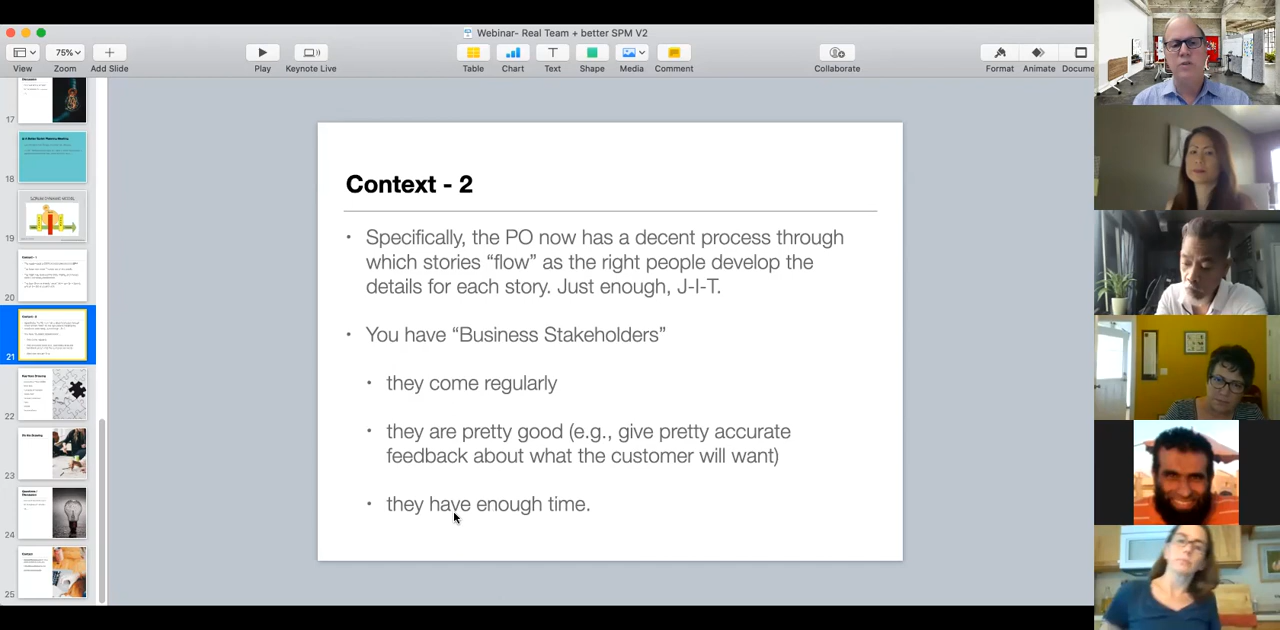 Webinar- Real Team + better SPM V2
75%
View
Zoom
Add Slide
Play
Keynote Live
Table
Chart
Text
Shape
Media
Comment
Collaborate
Format
Animate
Docume
17
18
19
20
21
22
23
24
25
Context - 2
• Specifically, the PO now has a decent process through
which stories “flow” as the right people develop the
details for each story. Just enough, J-I-T.
• You have “Business Stakeholders”
• they come regularly
• they are pretty good (e.g., give pretty accurate
feedback about what the customer will want)
• they have enough time.